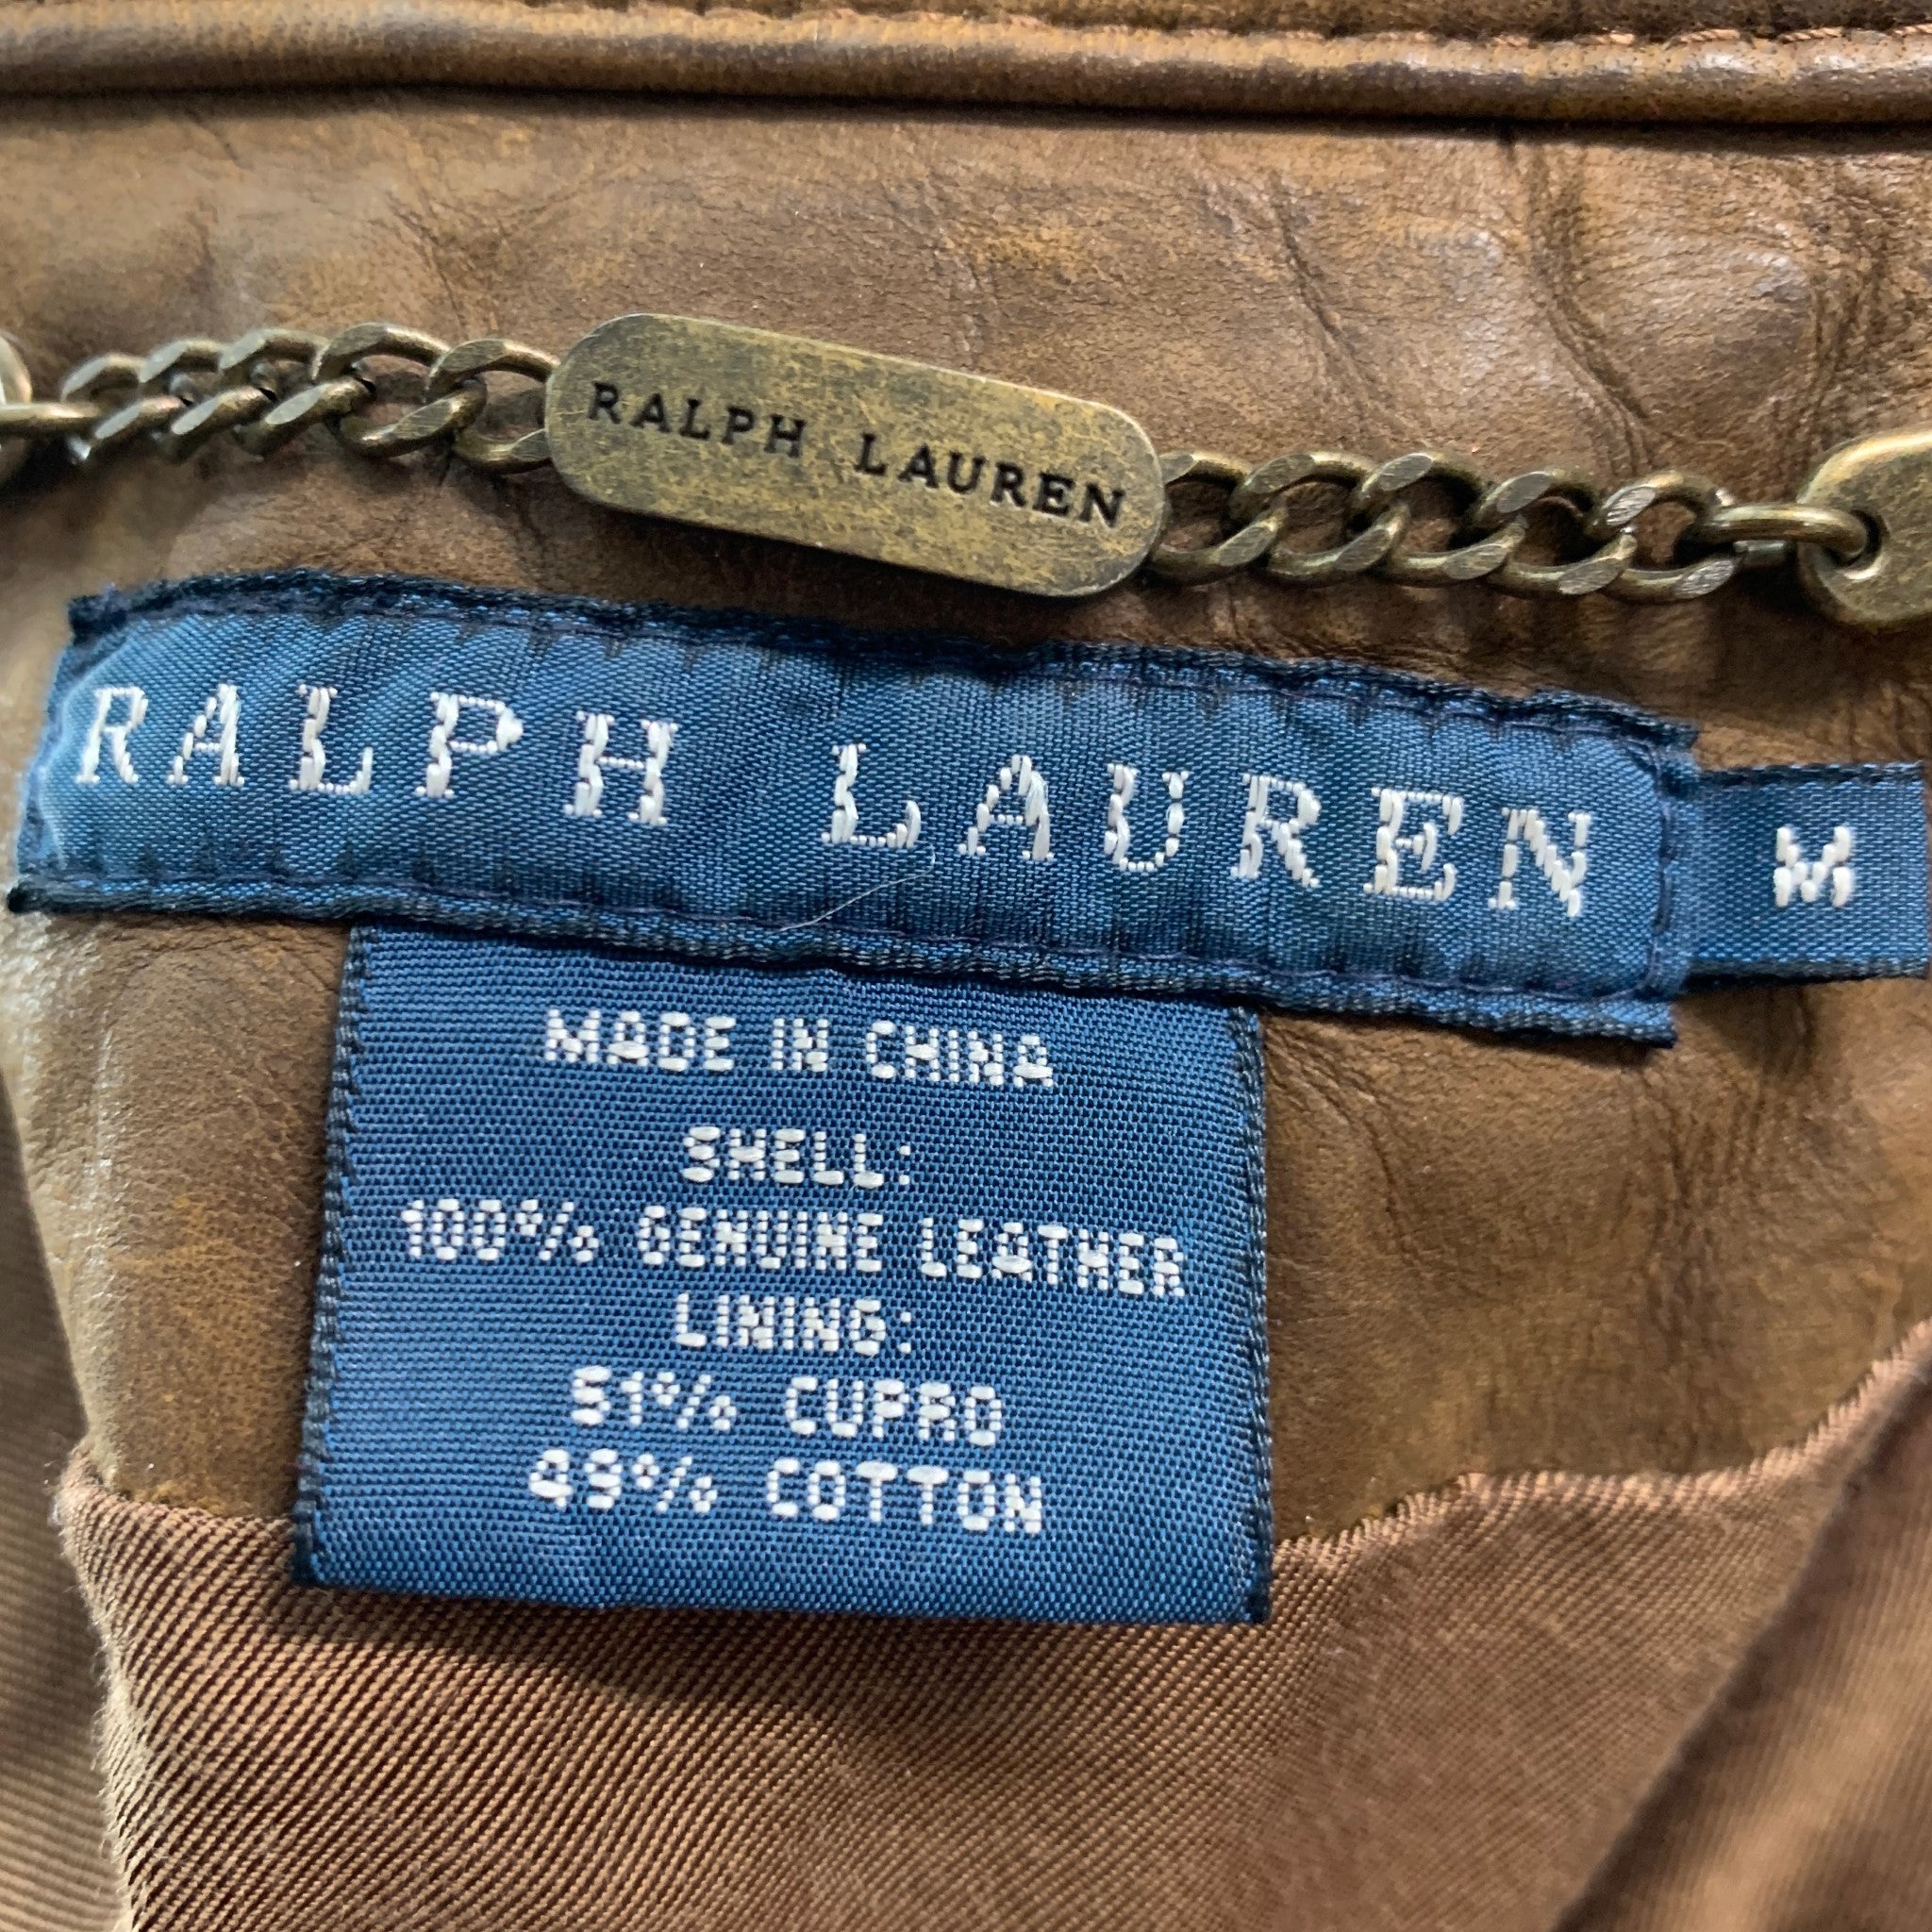 RALPH LAUREN
RALPH LAUREN
M
MADE IN CHINA
SHELL:
100% GENUINE LEATHER
LINING:
51% CUPRO
49% COTTON